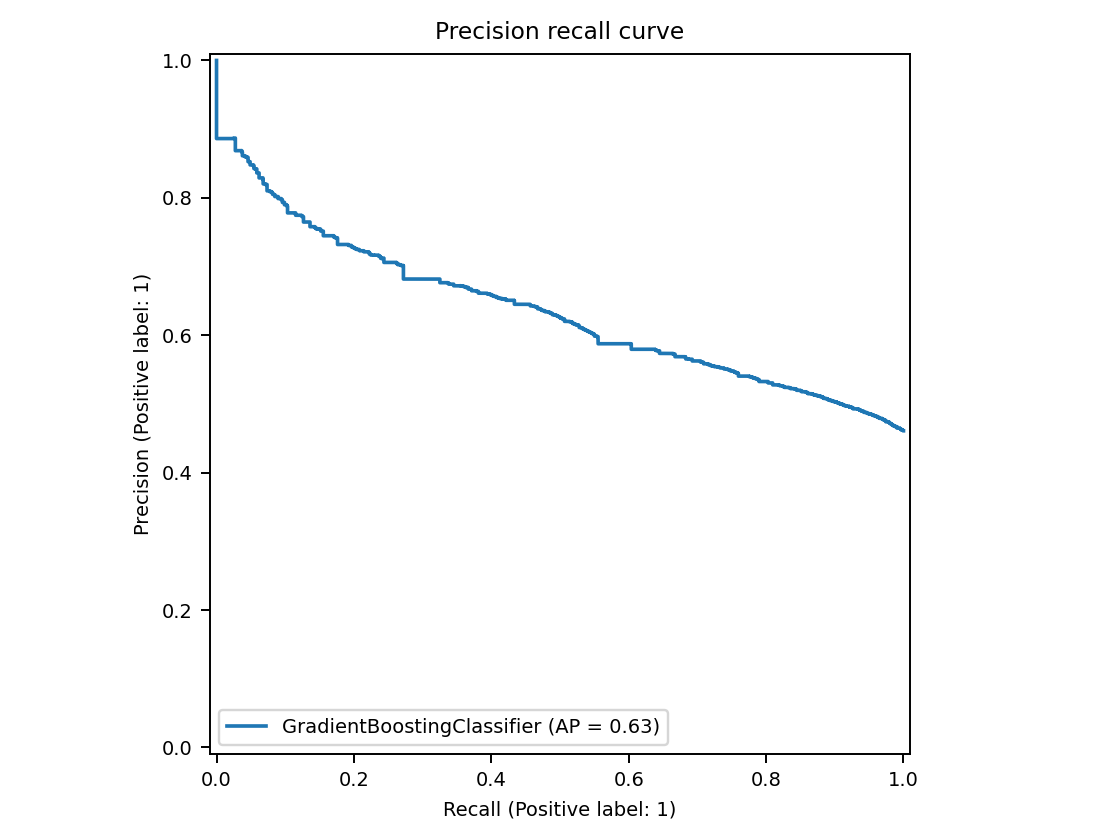 Precision recall curve
1.0
0.8
0.6
0.4
0.2
0.0
Precision (Positive label: 1)
GradientBoostingClassifier (AP = 0.63)
0.0 0.2 0.4 0.6 0.8 1.0
Recall (Positive label: 1)